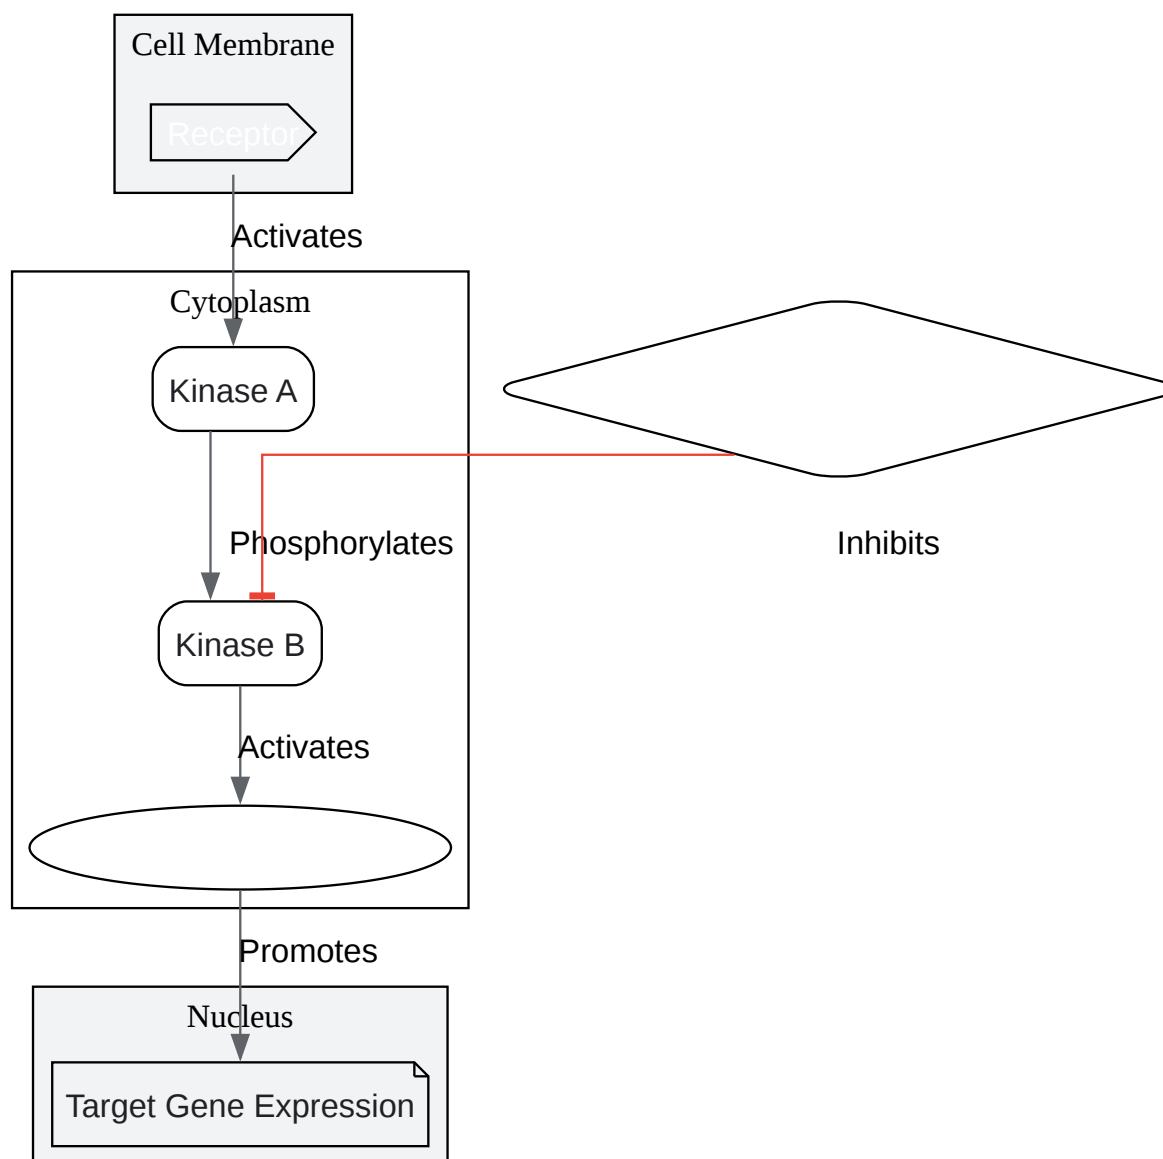 Cell Membrane
Receptor
Activates
Cytoplasm
Kinase A
Phosphorylates
Inhibits
Kinase B
Activates
Promotes
Nucleus
Target Gene Expression